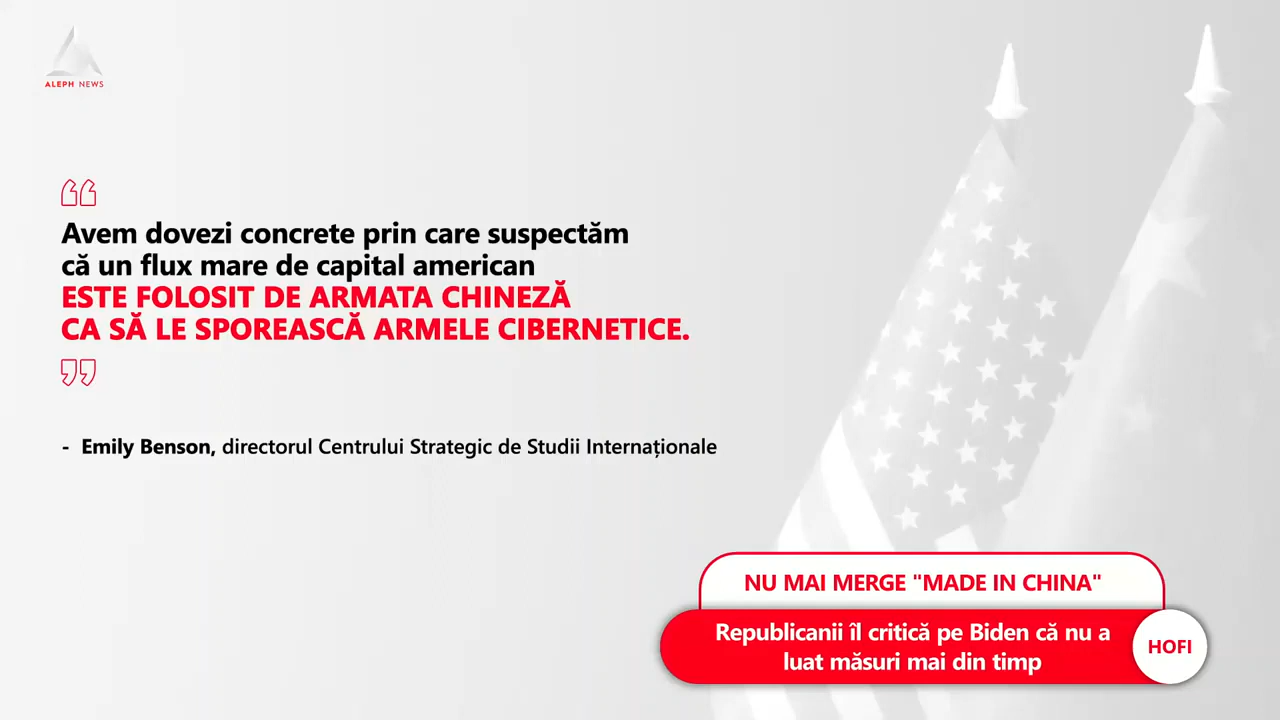 ALEPH NEWS
Avem dovezi concrete prin care suspectăm
că un flux mare de capital american
ESTE FOLOSIT DE ARMATA CHINEZĂ
CA SĂ LE SPOREASCĂ ARMELE CIBERNETICE.
- Emily Benson, directorul Centrului Strategic de Studii Internaționale
NU MAI MERGE "MADE IN CHINA"
Republicanii îl critică pe Biden că nu a
luat măsuri mai din timp
HOFI